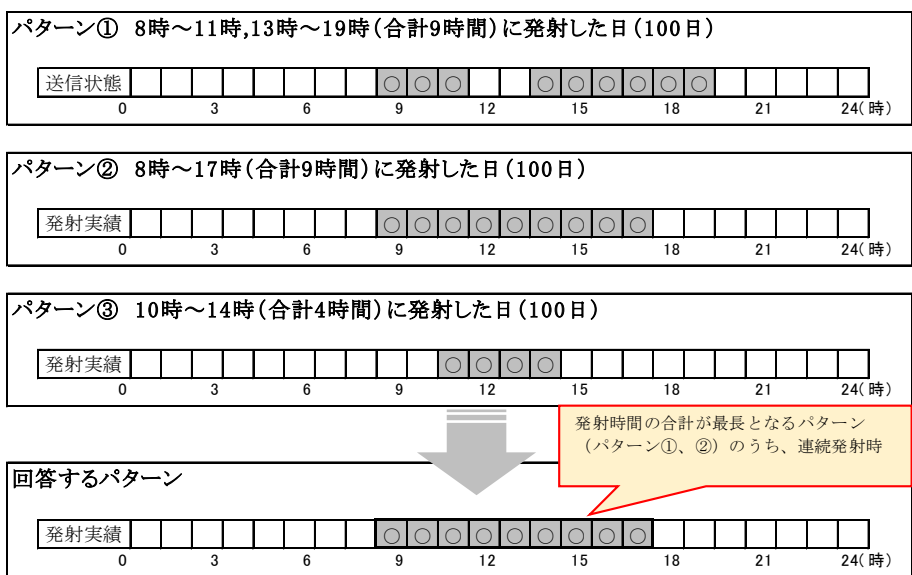 パターン① 8時～11時,13時～19時(合計9時間)に発射した日(100日)
送信状態 ○ ○ ○ ○ ○ ○ ○ ○ ○
0 3 6 9 12 15 18 21 24(時)
パターン② 8時～17時(合計9時間)に発射した日(100日)
発射実績 ○ ○ ○ ○ ○ ○ ○ ○ ○
0 3 6 9 12 15 18 21 24(時)
パターン③ 10時～14時(合計4時間)に発射した日(100日)
発射実績 ○ ○ ○ ○
0 3 6 9 12 15 18 21 24(時)
発射時間の合計が最長となるパターン
(パターン①、②)のうち、連続発射時
回答するパターン
発射実績 ○ ○ ○ ○ ○ ○ ○ ○ ○
0 3 6 9 12 15 18 21 24(時)